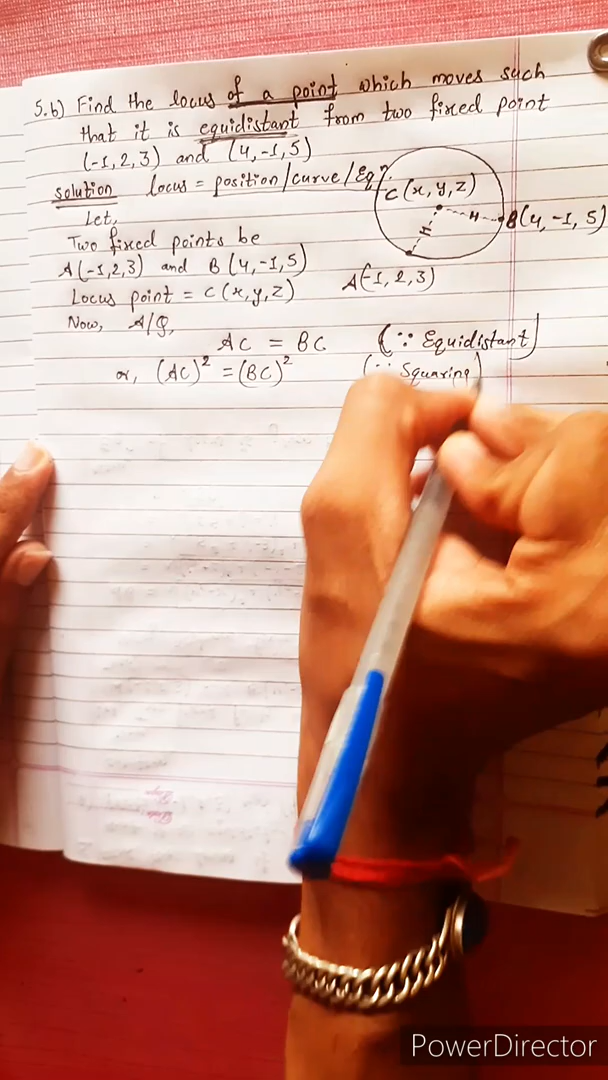 5.b) Find the locus of a point which moves such
that it is equidistant from two fixed point
(-1,2,3) and (4,-1,5)
solution locus = position/curve/Eqⁿ.
C(x,y,z)
B(4,-1,5)
A(-1,2,3)
Let,
Two fixed points be
A(-1,2,3) and B(4,-1,5)
Locus point = C(x,y,z)
Now, A/Q,
AC = BC (∵ Equidistant)
or, (AC)² = (BC)² (∵ Squaring)
PowerDirector